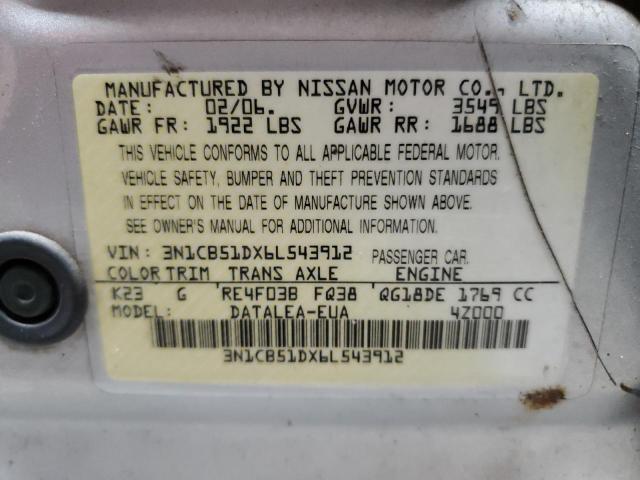 MANUFACTURED BY NISSAN MOTOR CO., LTD.
DATE: 02/06. GVWR: 3549 LBS
GAWR FR: 1922 LBS GAWR RR: 1688 LBS
THIS VEHICLE CONFORMS TO ALL APPLICABLE FEDERAL MOTOR.
VEHICLE SAFETY, BUMPER AND THEFT PREVENTION STANDARDS
IN EFFECT ON THE DATE OF MANUFACTURE SHOWN ABOVE.
SEE OWNER'S MANUAL FOR ADDITIONAL INFORMATION.
VIN: 3N1CB51DX6L543912 PASSENGER CAR.
COLOR TRIM TRANS AXLE ENGINE
K23 G RE4F03B FQ38 QG18DE 1769 CC
MODEL: DATALEA-EUA 4Z000
3N1CB51DX6L543912